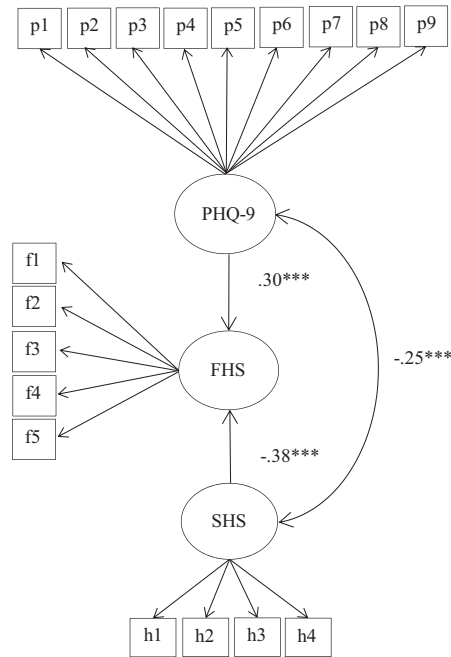 p1 p2 p3 p4 p5 p6 p7 p8 p9
PHQ-9
f1
.30***
f2
f3
FHS
-.25***
f4
f5
-.38***
SHS
h1 h2 h3 h4